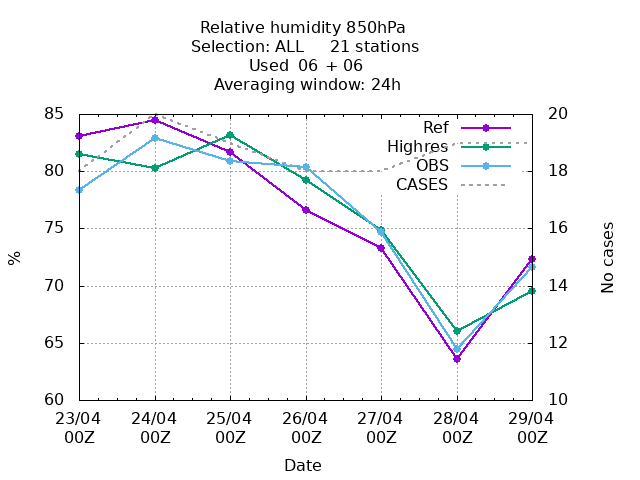 Relative humidity 850hPa
Selection: ALL     21 stations
Used  06 + 06
Averaging window: 24h
85
80
75
70
65
60
%
20
18
16
14
12
10
No cases
Ref
Highres
OBS
CASES
23/04 24/04 25/04 26/04 27/04 28/04 29/04
00Z 00Z 00Z 00Z 00Z 00Z 00Z
Date